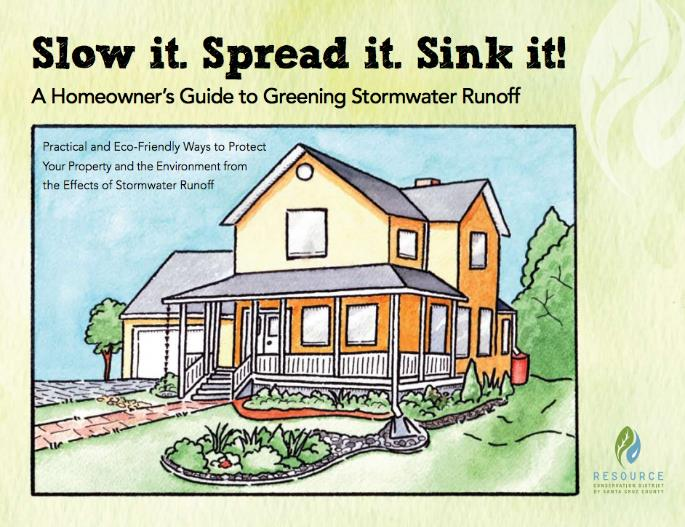 Slow it. Spread it. Sink it!
A Homeowner's Guide to Greening Stormwater Runoff
Practical and Eco-Friendly Ways to Protect
Your Property and the Environment from
the Effects of Stormwater Runoff
RESOURCE
CONSERVATION DISTRICT
OF SANTA CRUZ COUNTY